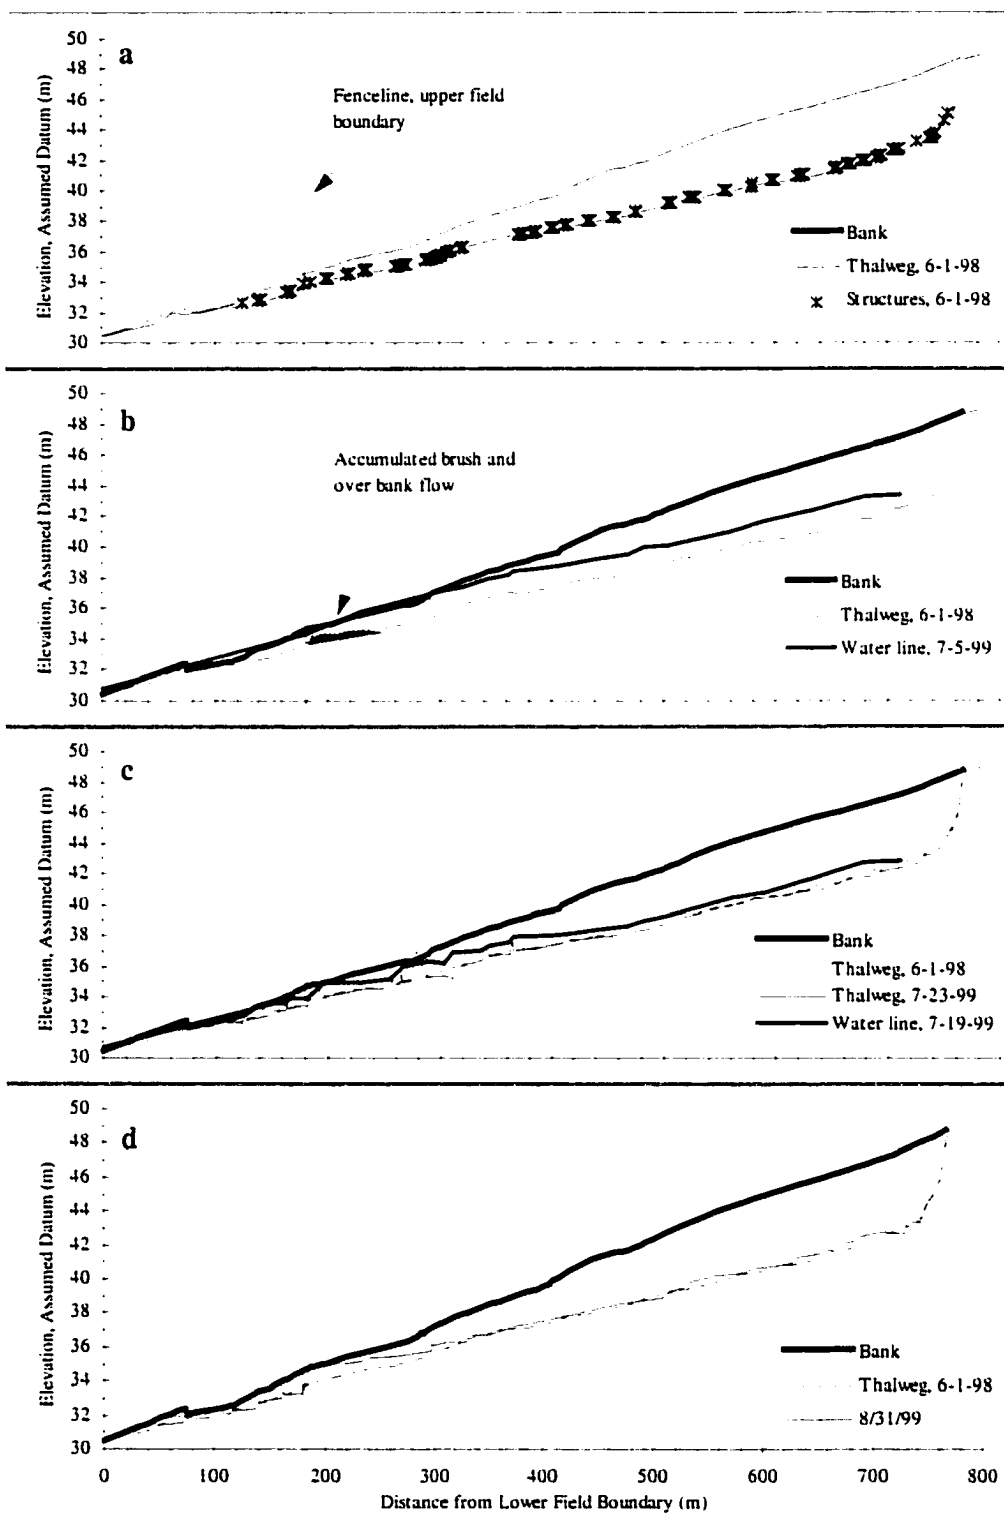 a
50
48
46
44
42
40
38
36
34
32
30
Elevation, Assumed Datum (m)
Fenceline, upper field
boundary
Bank
Thalweg, 6-1-98
Structures, 6-1-98
b
50
48
46
44
42
40
38
36
34
32
30
Elevation, Assumed Datum (m)
Accumulated brush and
over bank flow
Bank
Thalweg, 6-1-98
Water line, 7-5-99
c
50
48
46
44
42
40
38
36
34
32
30
Elevation, Assumed Datum (m)
Bank
Thalweg, 6-1-98
Thalweg, 7-23-99
Water line, 7-19-99
d
50
48
46
44
42
40
38
36
34
32
30
Elevation, Assumed Datum (m)
Bank
Thalweg, 6-1-98
8/31/99
0 100 200 300 400 500 600 700 800
Distance from Lower Field Boundary (m)